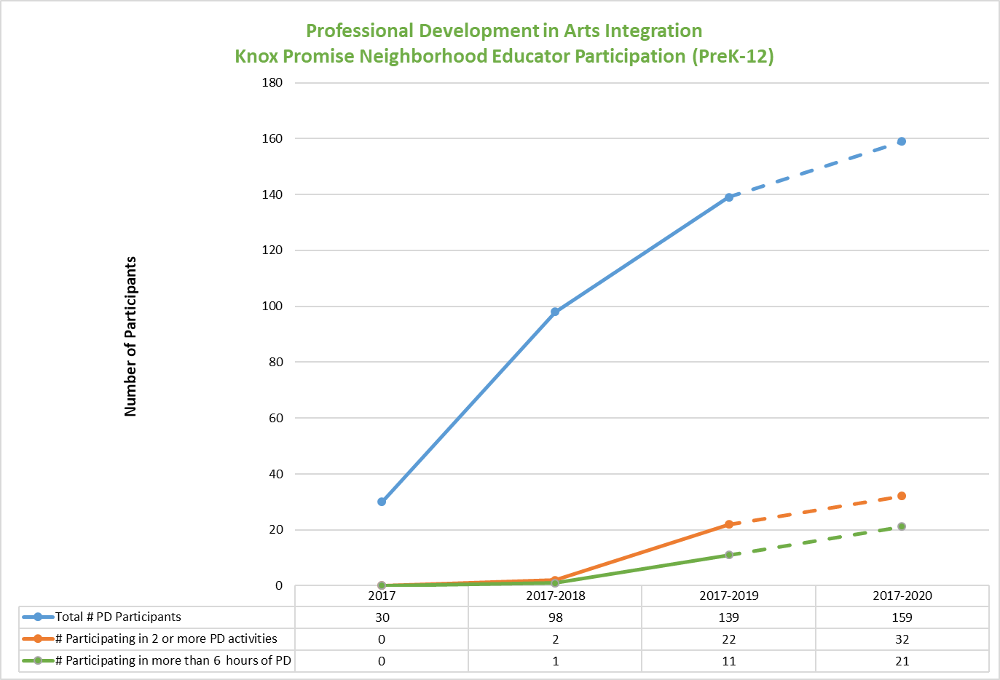 Professional Development in Arts Integration
Knox Promise Neighborhood Educator Participation (PreK-12)
180
160
140
120
100
80
60
40
20
0
Number of Participants
2017 2017-2018 2017-2019 2017-2020
Total # PD Participants 30 98 139 159
# Participating in 2 or more PD activities 0 2 22 32
# Participating in more than 6 hours of PD 0 1 11 21